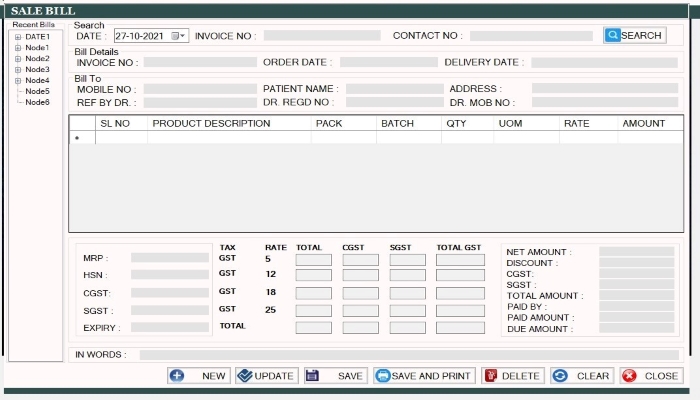 SALE BILL
Recent Bills
DATE1
Node1
Node2
Node3
Node4
Node5
Node6
Search
DATE : 27-10-2021 INVOICE NO : CONTACT NO : SEARCH
Bill Details
INVOICE NO : ORDER DATE : DELIVERY DATE :
Bill To
MOBILE NO : PATIENT NAME : ADDRESS :
REF BY DR. : DR. REGD NO : DR. MOB NO :
SL NO PRODUCT DESCRIPTION PACK BATCH QTY UOM RATE AMOUNT
*
MRP :
HSN :
CGST:
SGST :
EXPIRY :
TAX RATE TOTAL CGST SGST TOTAL GST
GST 5
GST 12
GST 18
GST 25
TOTAL
NET AMOUNT :
DISCOUNT :
CGST:
SGST :
TOTAL AMOUNT :
PAID BY :
PAID AMOUNT :
DUE AMOUNT :
IN WORDS :
NEW UPDATE SAVE SAVE AND PRINT DELETE CLEAR CLOSE